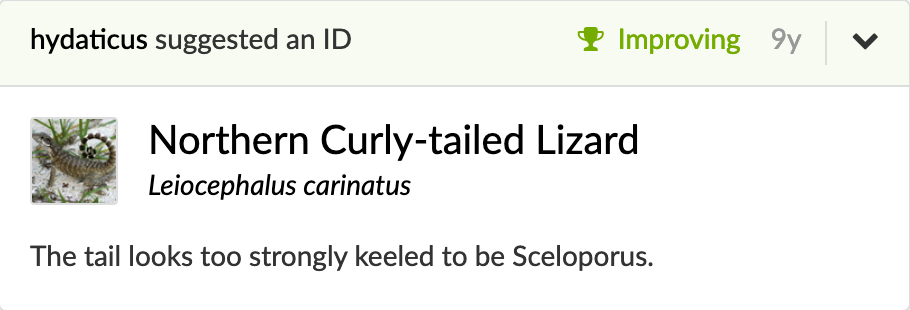 hydaticus suggested an ID Improving 9y
Northern Curly-tailed Lizard
Leiocephalus carinatus
The tail looks too strongly keeled to be Sceloporus.